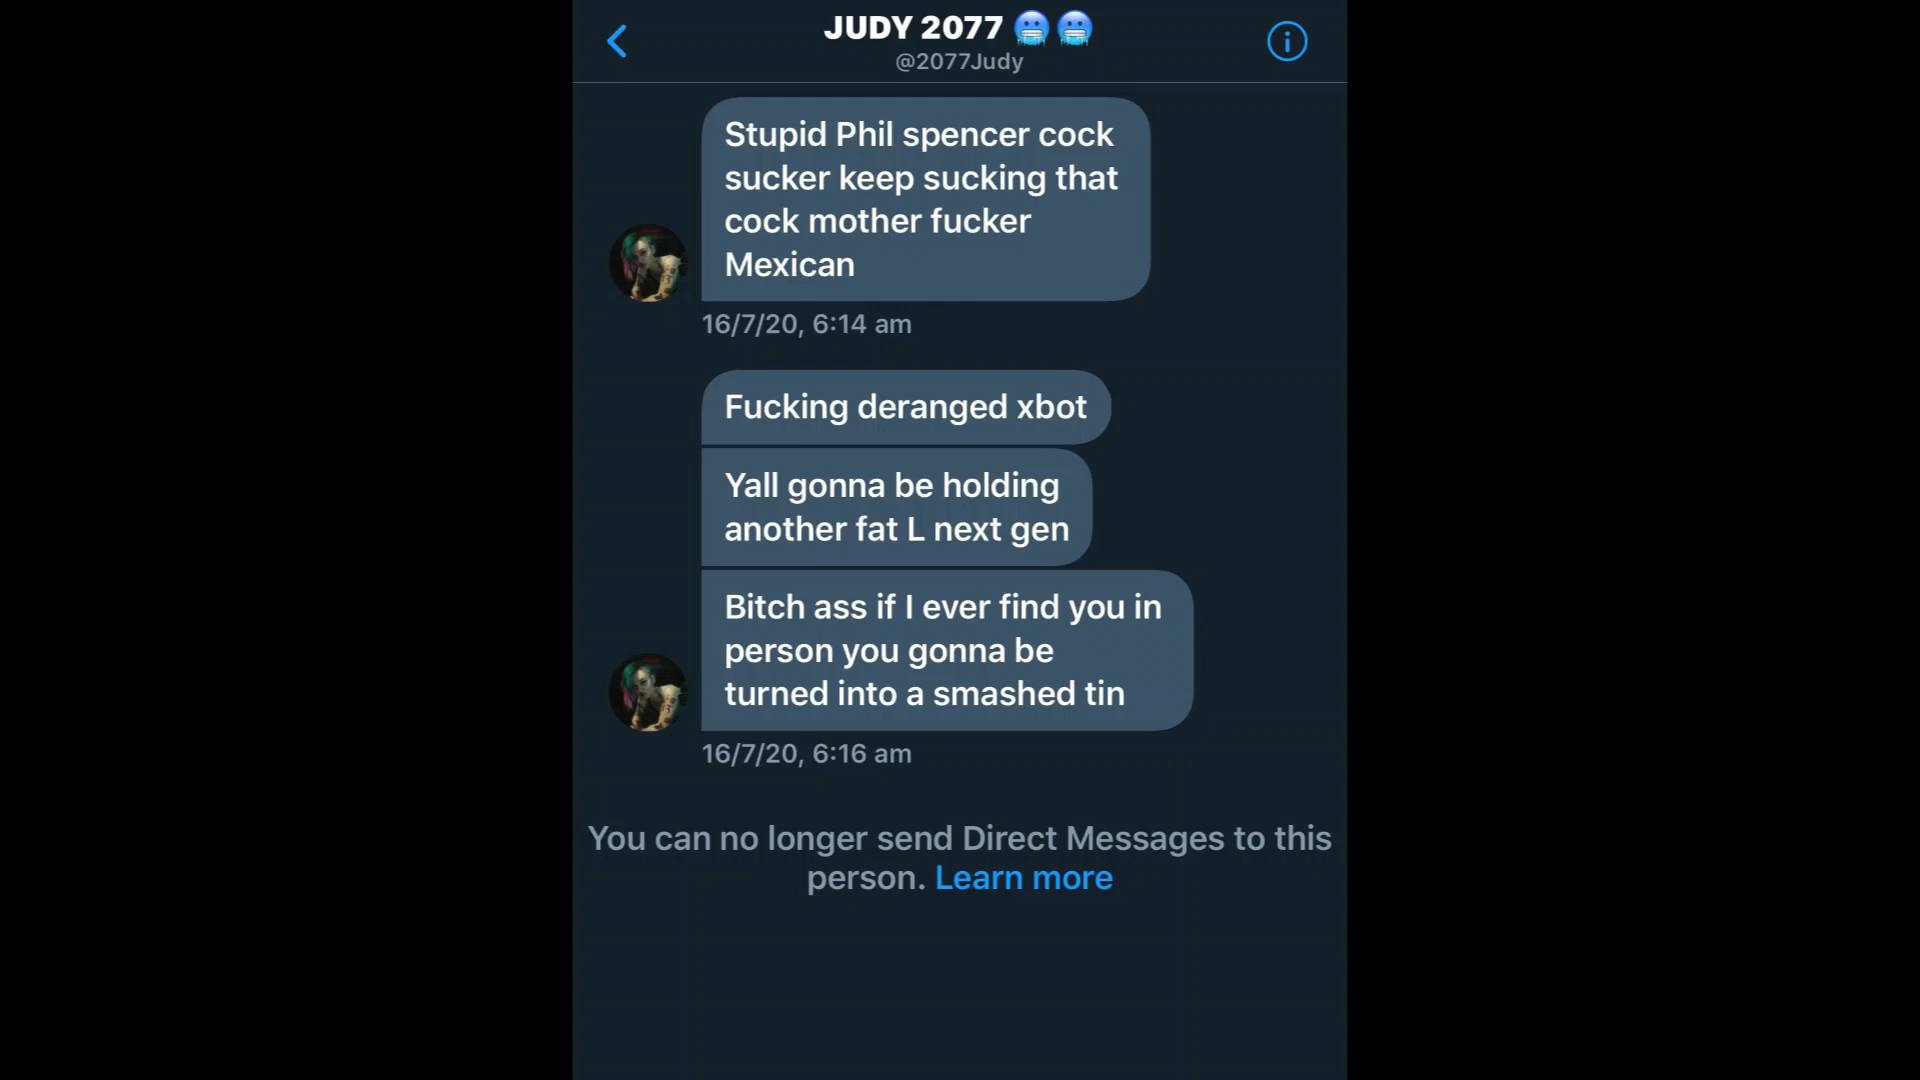 JUDY 2077 🥶🥶
@2077Judy
Stupid Phil spencer cock
sucker keep sucking that
cock mother fucker
Mexican
16/7/20, 6:14 am
Fucking deranged xbot
Yall gonna be holding
another fat L next gen
Bitch ass if I ever find you in
person you gonna be
turned into a smashed tin
16/7/20, 6:16 am
You can no longer send Direct Messages to this
person. Learn more